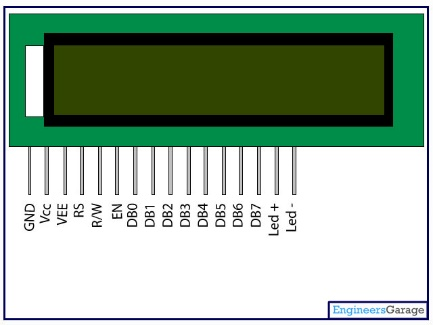 GND
Vcc
VEE
RS
R/W
EN
DB0
DB1
DB2
DB3
DB4
DB5
DB6
DB7
Led +
Led -
EngineersGarage